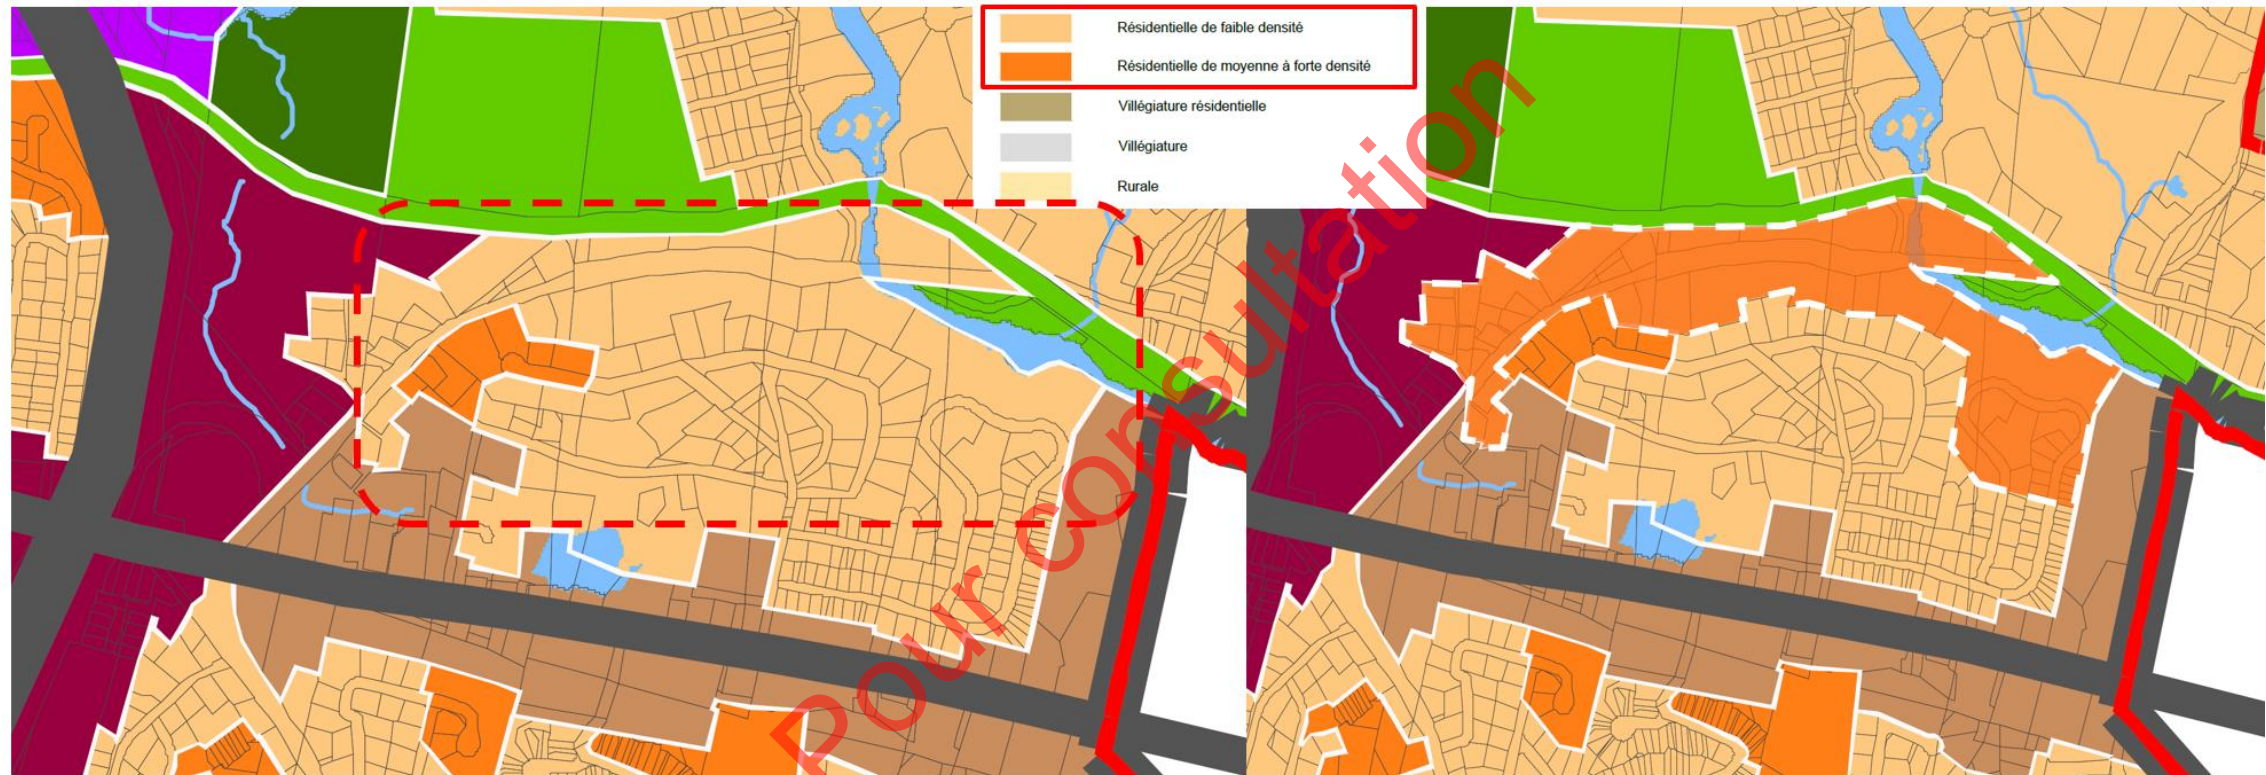 Résidentielle de faible densité
Résidentielle de moyenne à forte densité
Villégiature résidentielle
Villégiature
Rurale
Pour consultation